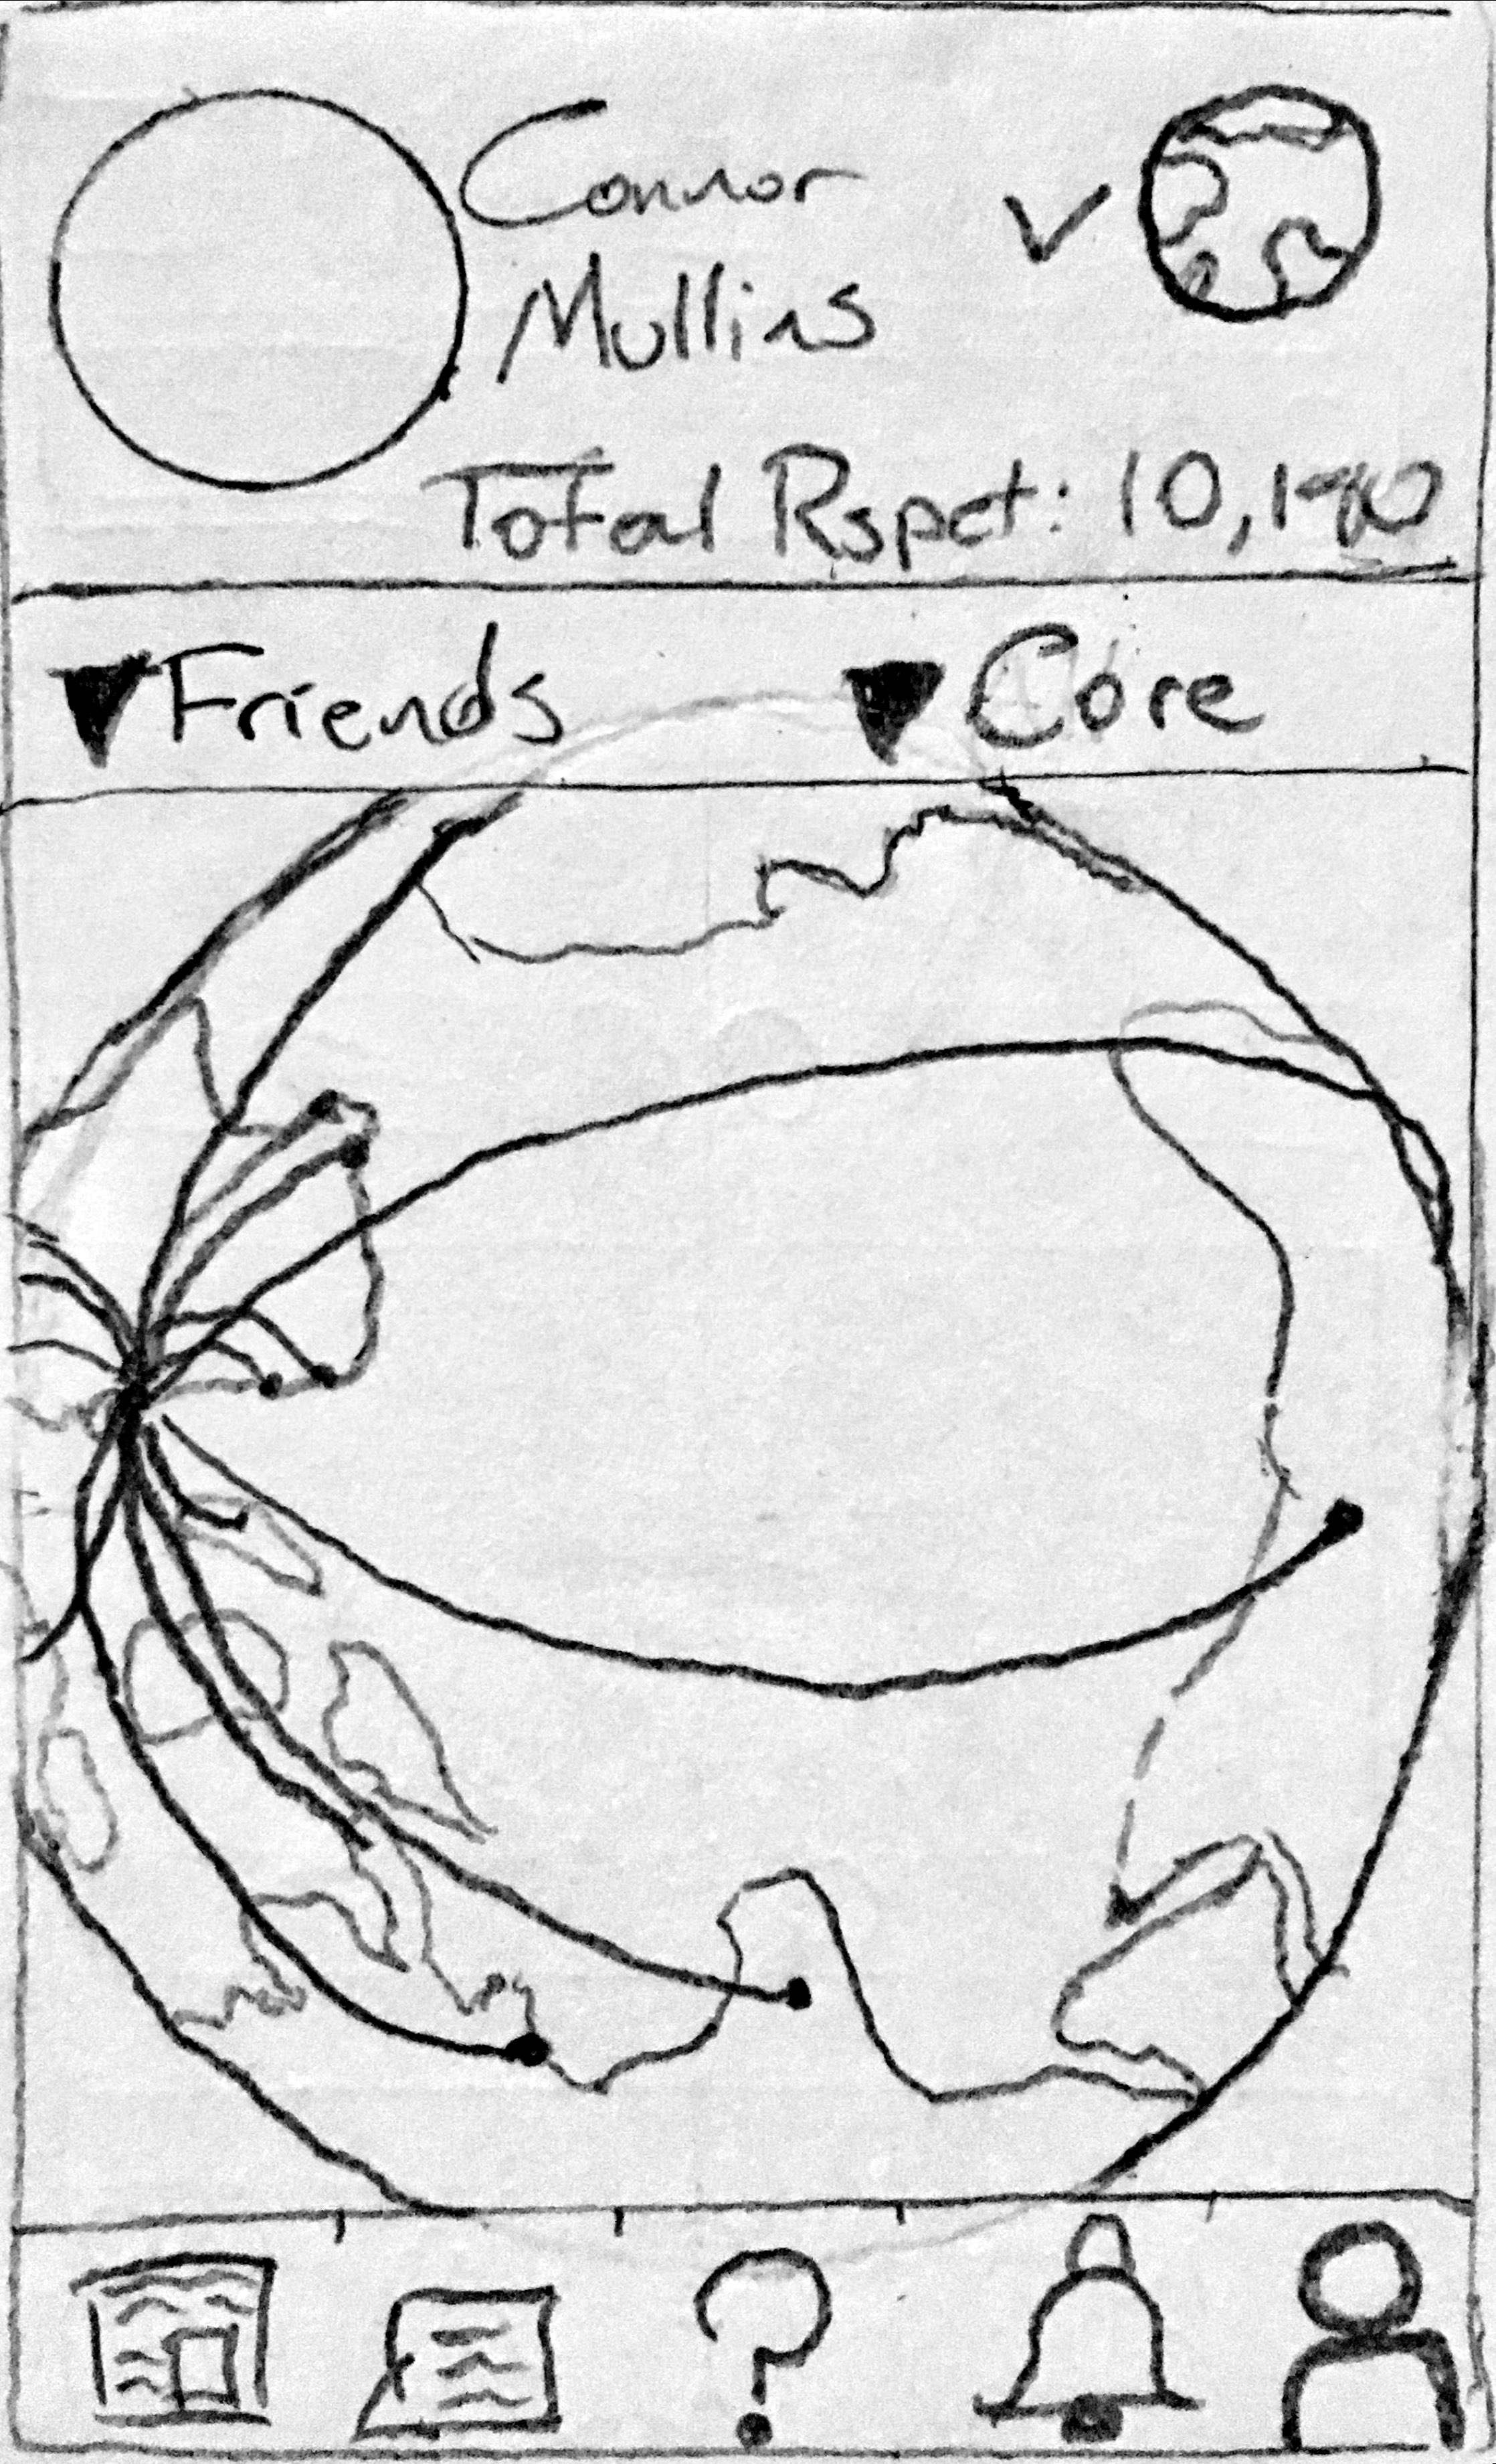 Connor
Mullins
Total Rspct: 10,190
Friends
Core
?